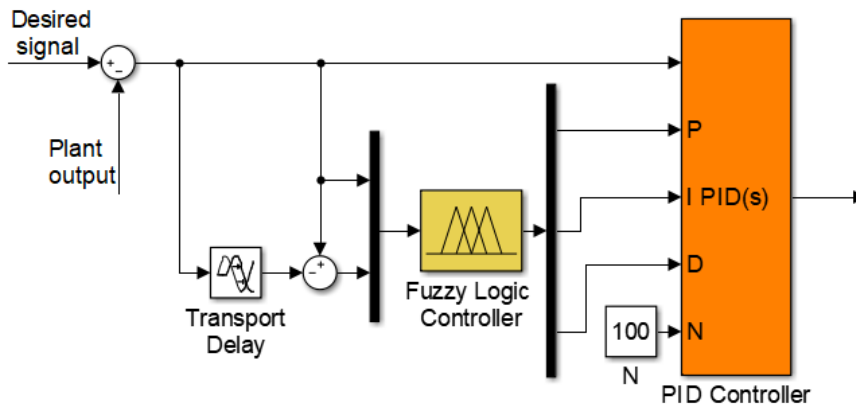 Desired
signal
Plant
output
Transport
Delay
Fuzzy Logic
Controller
P
I PID(s)
D
N
100
N
PID Controller